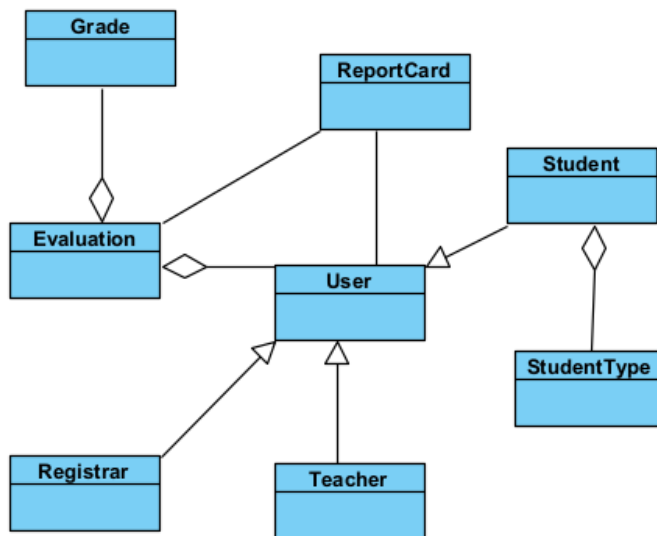 Grade
ReportCard
Student
Evaluation
User
StudentType
Registrar
Teacher